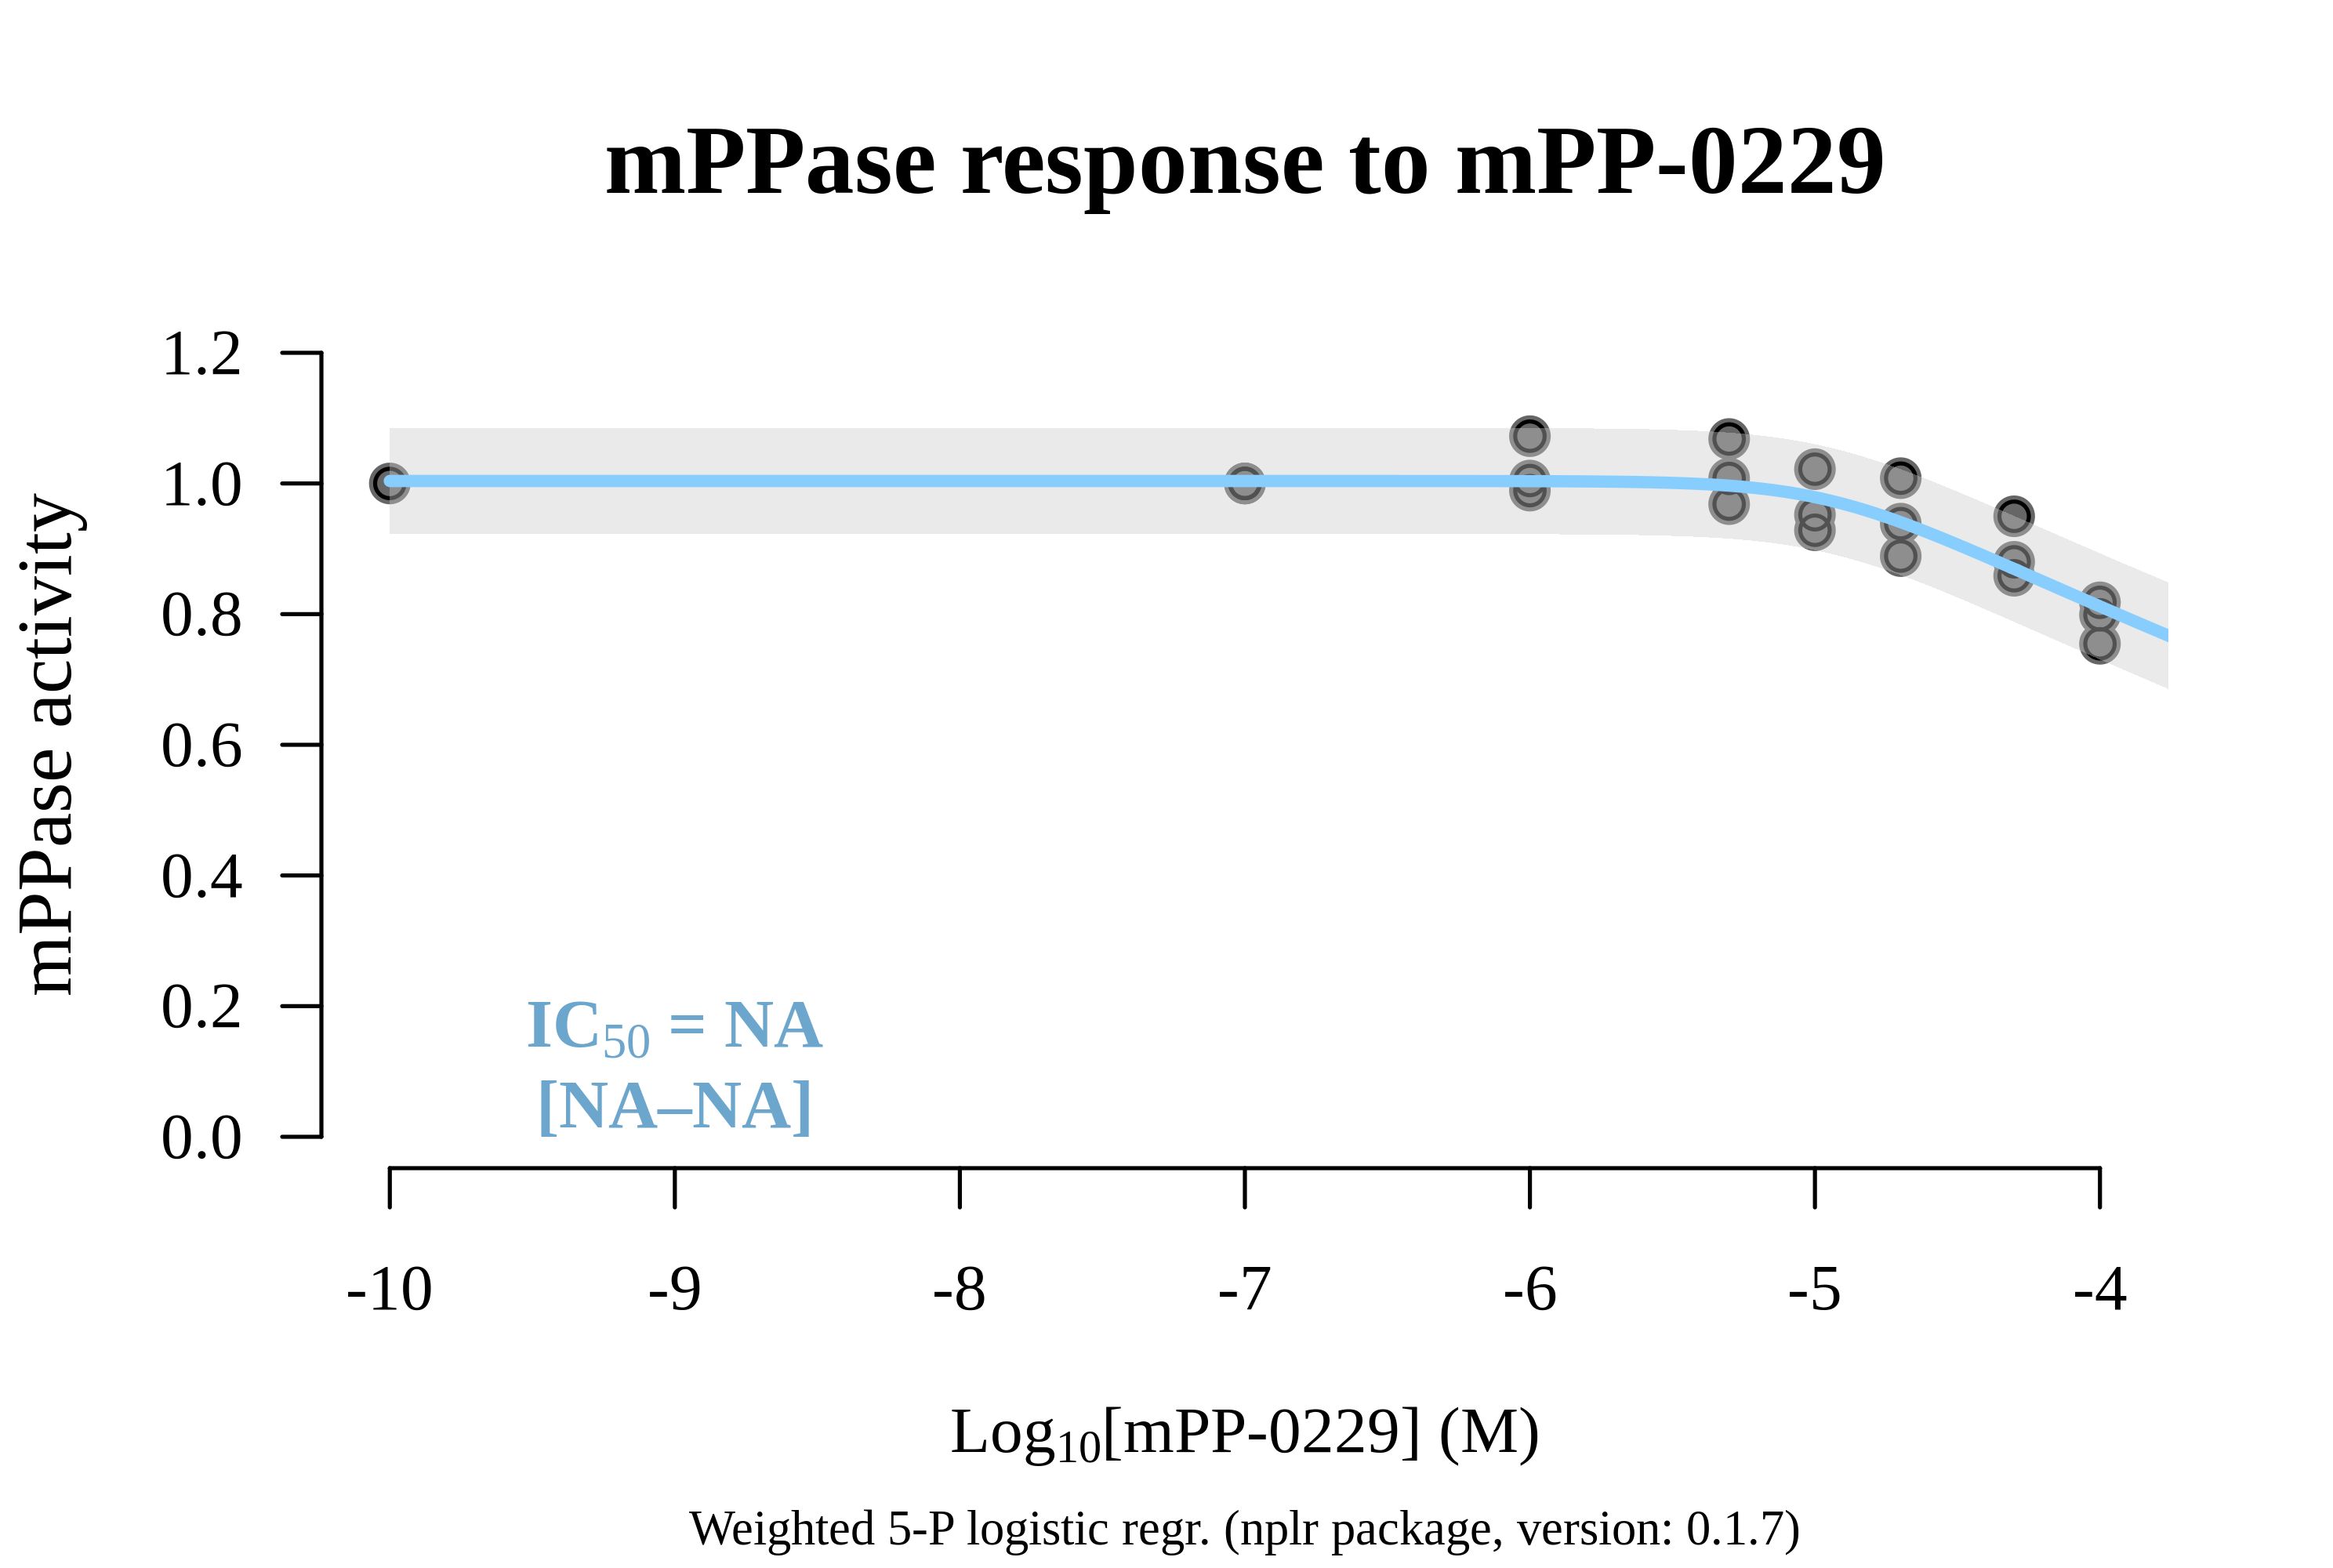 mPPase response to mPP-0229
mPPase activity
1.2
1.0
0.8
0.6
0.4
0.2
0.0
IC50 = NA
[NA–NA]
-10 -9 -8 -7 -6 -5 -4
Log10[mPP-0229] (M)
Weighted 5-P logistic regr. (nplr package, version: 0.1.7)